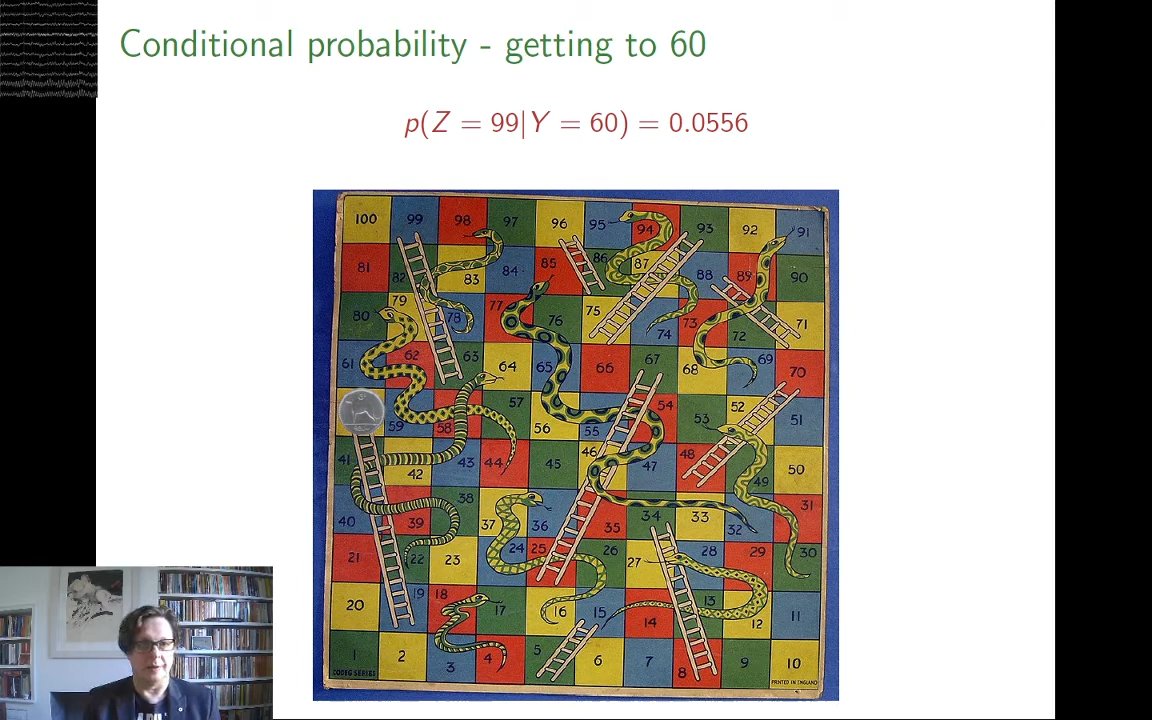 Conditional probability - getting to 60
p(Z = 99|Y = 60) = 0.0556
100 99 98 97 96 95 94 93 92 91
81 82 83 84 85 86 87 88 89 90
80 79 78 77 76 75 74 73 72 71
61 62 63 64 65 66 67 68 69 70
59 58 57 56 55 54 53 52 51
41 42 43 44 45 46 47 48 49 50
40 39 38 37 36 35 34 33 32 31
21 22 23 24 25 26 27 28 29 30
20 19 18 17 16 15 14 13 12 11
1 2 3 4 5 6 7 8 9 10
CODEG SERIES
PRINTED IN ENGLAND